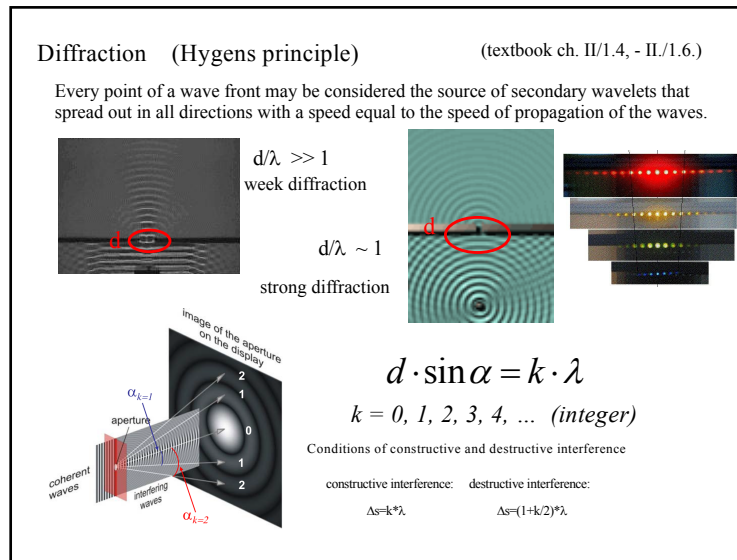 Diffraction (Hygens principle)
(textbook ch. II/1.4, - II./1.6.)
Every point of a wave front may be considered the source of secondary wavelets that
spread out in all directions with a speed equal to the speed of propagation of the waves.
d/λ >> 1
week diffraction
d
d/λ ~ 1
strong diffraction
d
image of the aperture
on the display
α_{k=1}
aperture
coherent
waves
interfering
waves
α_{k=2}
2
1
0
1
2
d · sin α = k · λ
k = 0, 1, 2, 3, 4, ... (integer)
Conditions of constructive and destructive interference
constructive interference:
Δs=k*λ
destructive interference:
Δs=(1+k/2)*λ